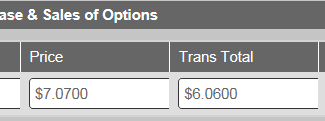 ase & Sales of Options
Price Trans Total
$7.0700 $6.0600